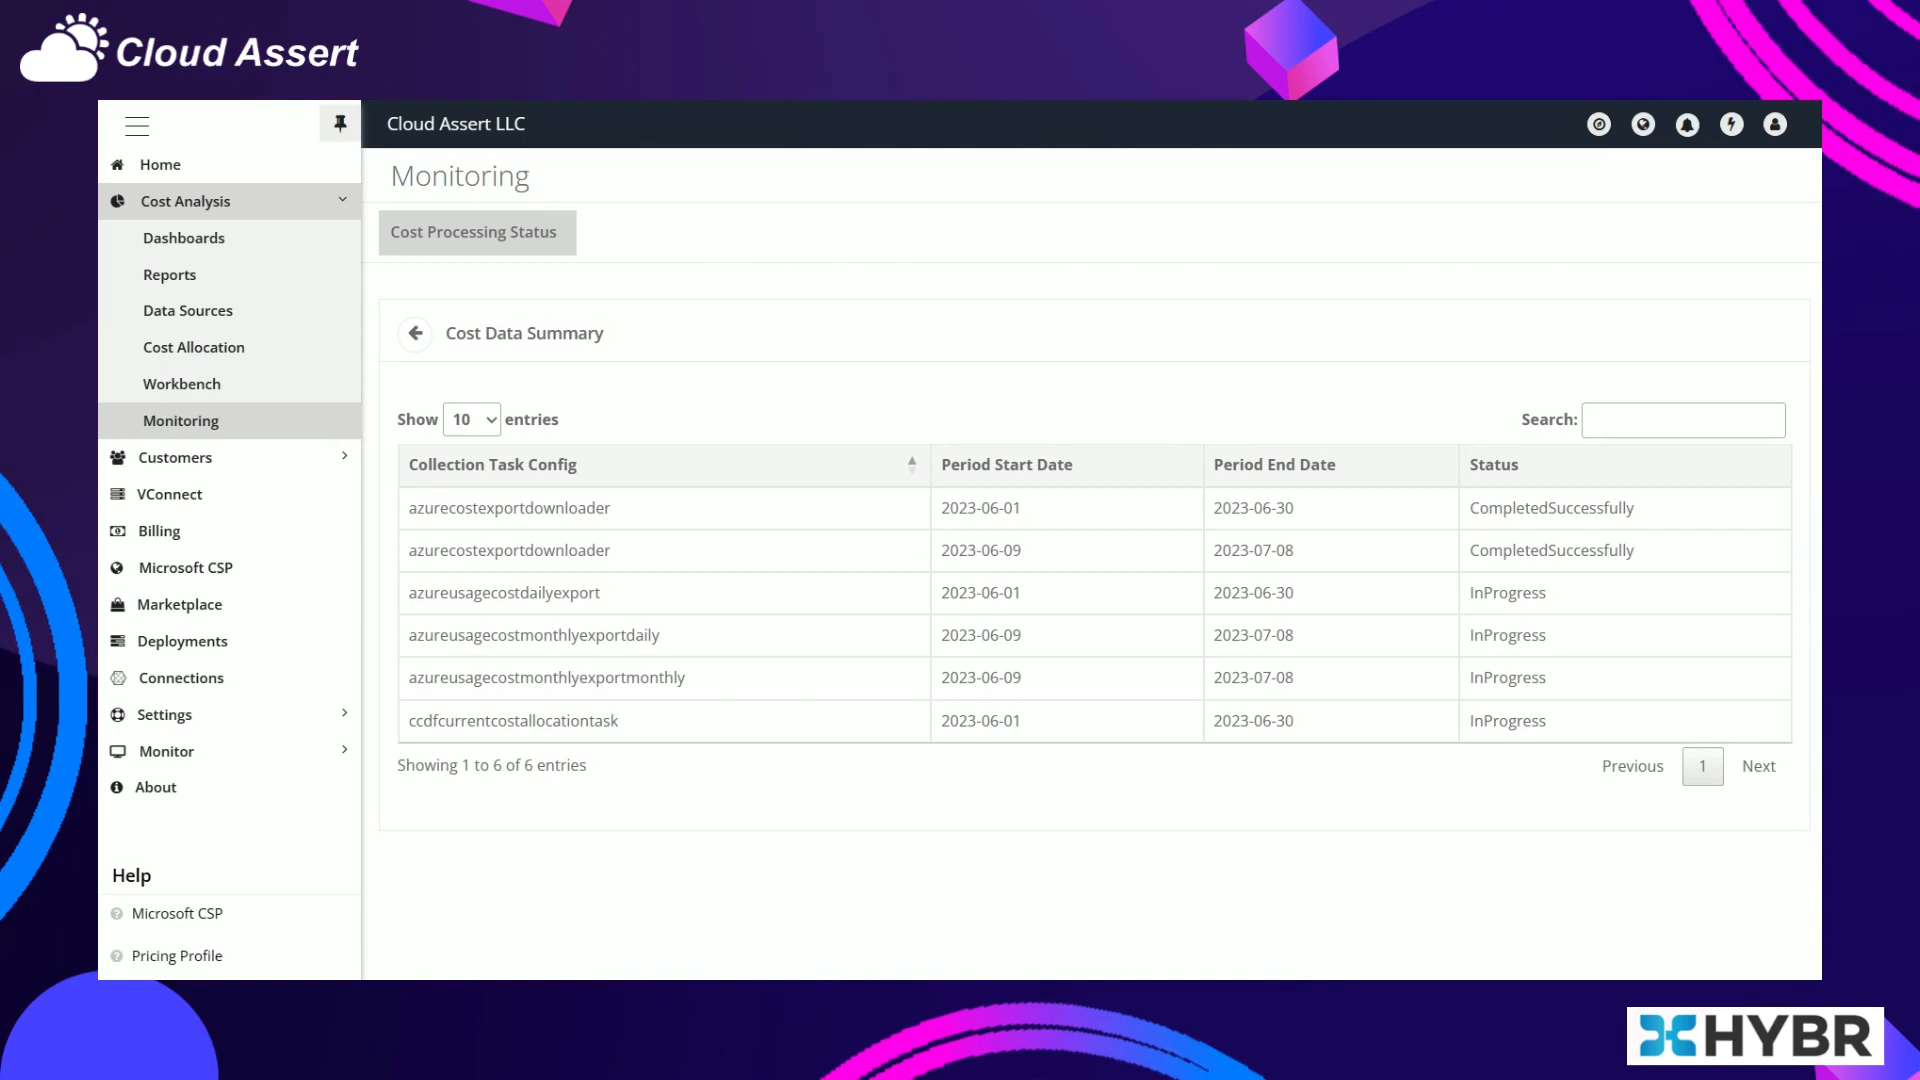 Cloud Assert
Cloud Assert LLC
Home
Cost Analysis
Dashboards
Reports
Data Sources
Cost Allocation
Workbench
Monitoring
Customers
VConnect
Billing
Microsoft CSP
Marketplace
Deployments
Connections
Settings
Monitor
About
Help
Microsoft CSP
Pricing Profile
Monitoring
Cost Processing Status
Cost Data Summary
Show 10 entries
Search:
Collection Task Config Period Start Date Period End Date Status
azurecostexportdownloader 2023-06-01 2023-06-30 CompletedSuccessfully
azurecostexportdownloader 2023-06-09 2023-07-08 CompletedSuccessfully
azureusagecostdailyexport 2023-06-01 2023-06-30 InProgress
azureusagecostmonthlyexportdaily 2023-06-09 2023-07-08 InProgress
azureusagecostmonthlyexportmonthly 2023-06-09 2023-07-08 InProgress
ccdfcurrentcostallocationtask 2023-06-01 2023-06-30 InProgress
Showing 1 to 6 of 6 entries
Previous 1 Next
HYBR